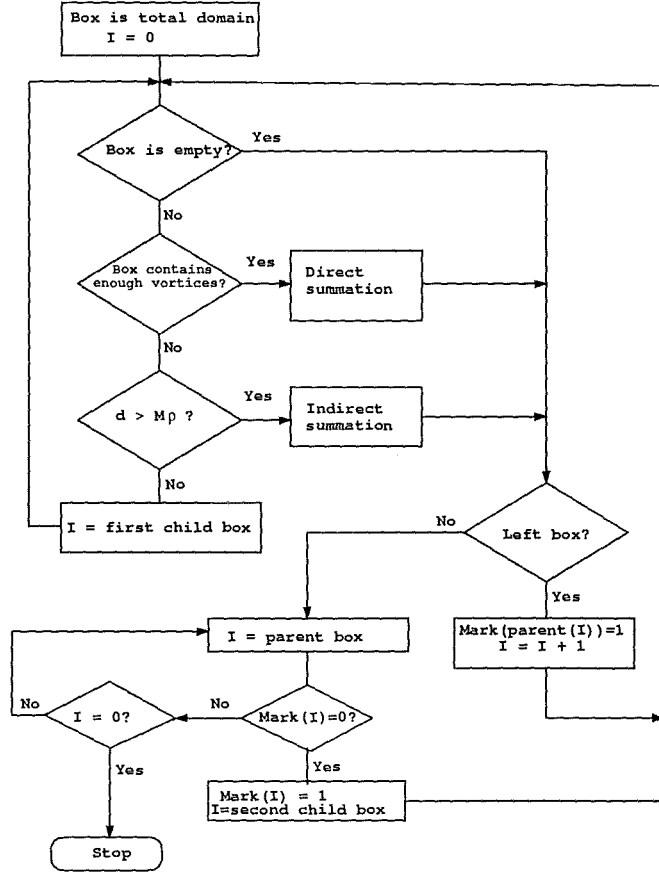 Box is total domain
I = 0
Yes
Box is empty?
No
Box contains
enough vortices?
Yes
Direct
summation
No
d > Mρ ?
Yes
Indirect
summation
No
I = first child box
No
Left box?
Yes
Mark(parent(I))=1
I = I + 1
I = parent box
No
I = 0?
No
Mark(I)=0?
Yes
Yes
Mark(I) = 1
I=second child box
Stop